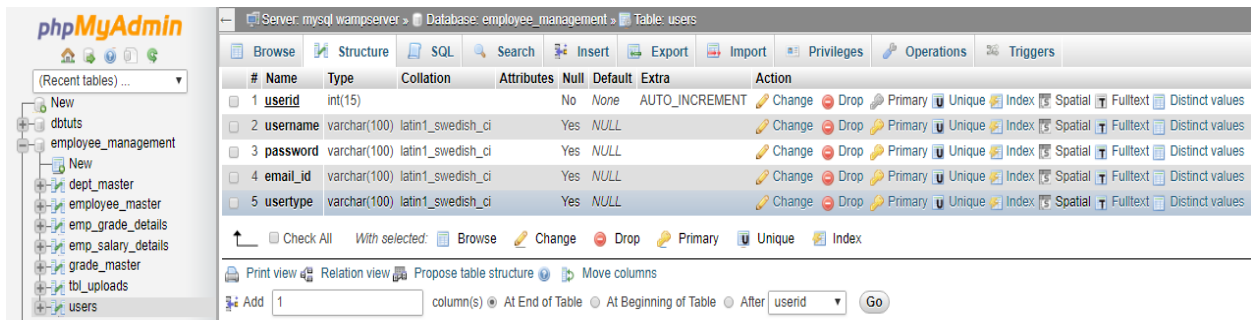 phpMyAdmin
(Recent tables) ...
New
dbtuts
employee_management
New
dept_master
employee_master
emp_grade_details
emp_salary_details
grade_master
tbl_uploads
users
Server: mysql wampserver » Database: employee_management » Table: users
Browse Structure SQL Search Insert Export Import Privileges Operations Triggers
# Name Type Collation Attributes Null Default Extra Action
1 userid int(15) No None AUTO_INCREMENT Change Drop Primary Unique Index Spatial Fulltext Distinct values
2 username varchar(100) latin1_swedish_ci Yes NULL Change Drop Primary Unique Index Spatial Fulltext Distinct values
3 password varchar(100) latin1_swedish_ci Yes NULL Change Drop Primary Unique Index Spatial Fulltext Distinct values
4 email_id varchar(100) latin1_swedish_ci Yes NULL Change Drop Primary Unique Index Spatial Fulltext Distinct values
5 usertype varchar(100) latin1_swedish_ci Yes NULL Change Drop Primary Unique Index Spatial Fulltext Distinct values
Check All With selected: Browse Change Drop Primary Unique Index
Print view Relation view Propose table structure Move columns
Add 1 column(s) At End of Table At Beginning of Table After userid Go